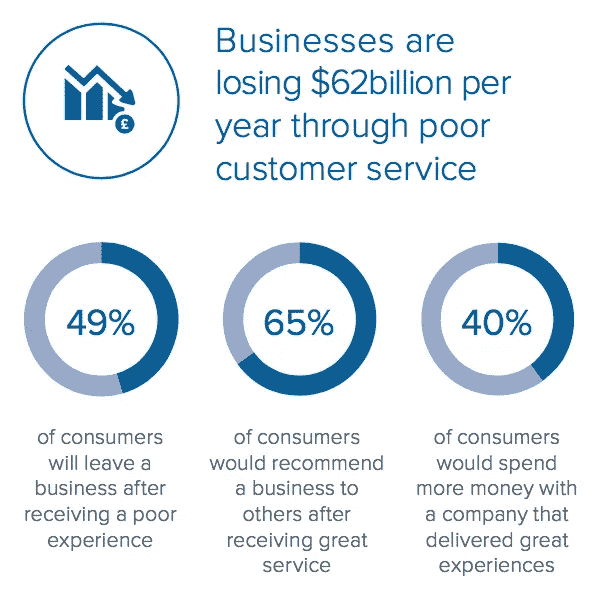 Businesses are
losing $62billion per
year through poor
customer service
£
49%
65%
40%
of consumers
will leave a
business after
receiving a poor
experience
of consumers
would recommend
a business to
others after
receiving great
service
of consumers
would spend
more money with
a company that
delivered great
experiences